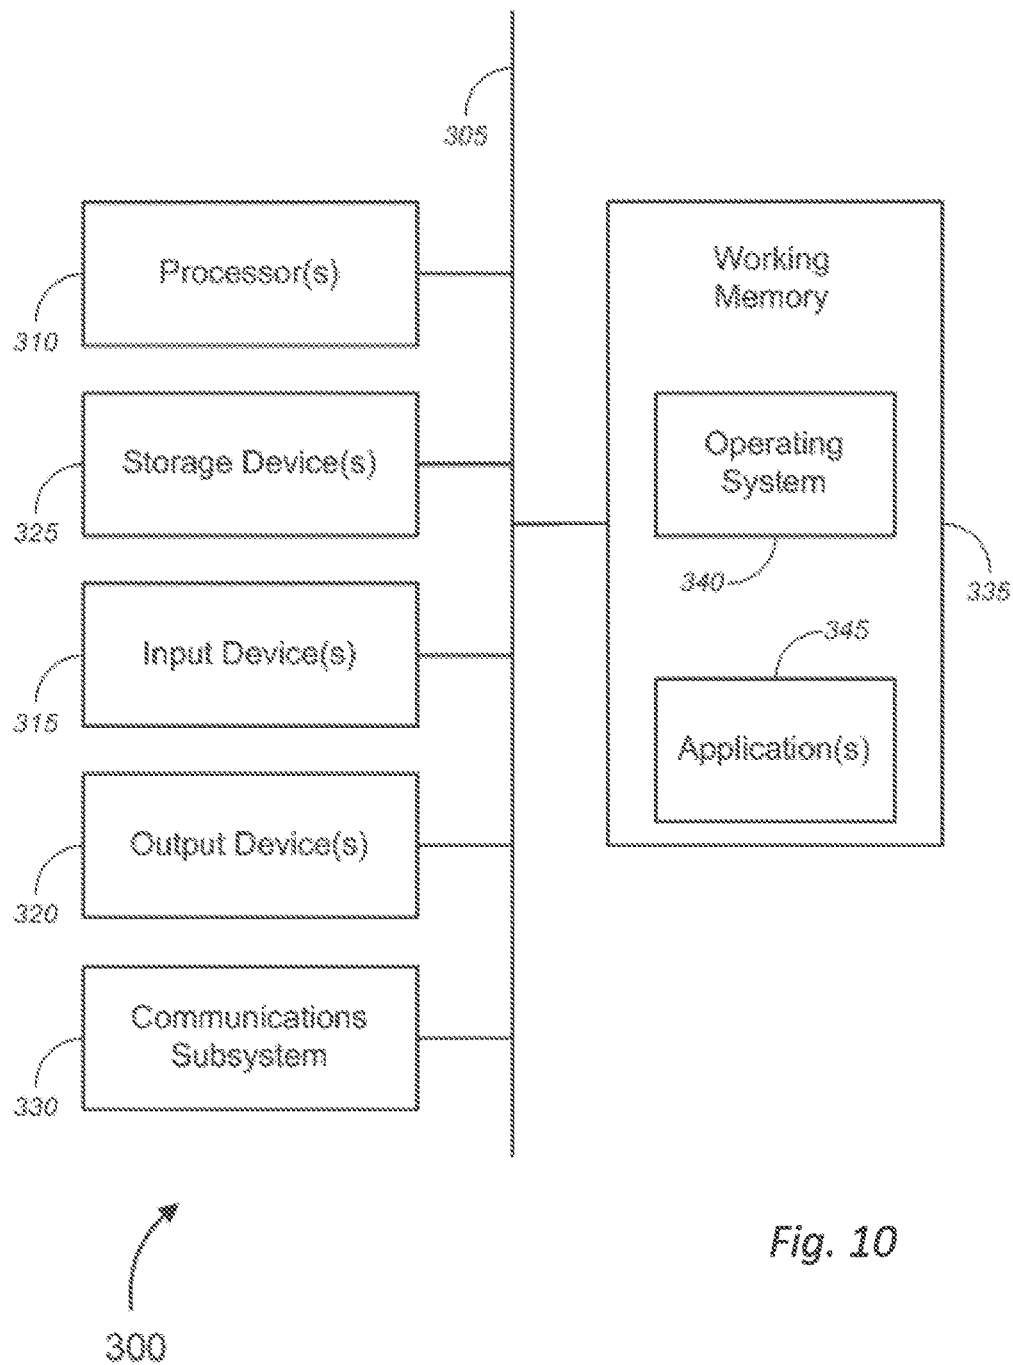 305
Processor(s)
310
Working
Memory
Storage Device(s)
325
Operating
System
340
335
Input Device(s)
315
345
Application(s)
Output Device(s)
320
Communications
Subsystem
330
300
Fig. 10